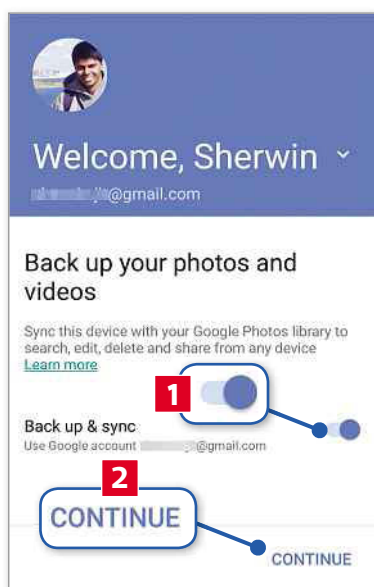 Welcome, Sherwin
@gmail.com
Back up your photos and
videos
Sync this device with your Google Photos library to
search, edit, delete and share from any device
Learn more
1
Back up & sync
Use Google account @gmail.com
2
CONTINUE
CONTINUE